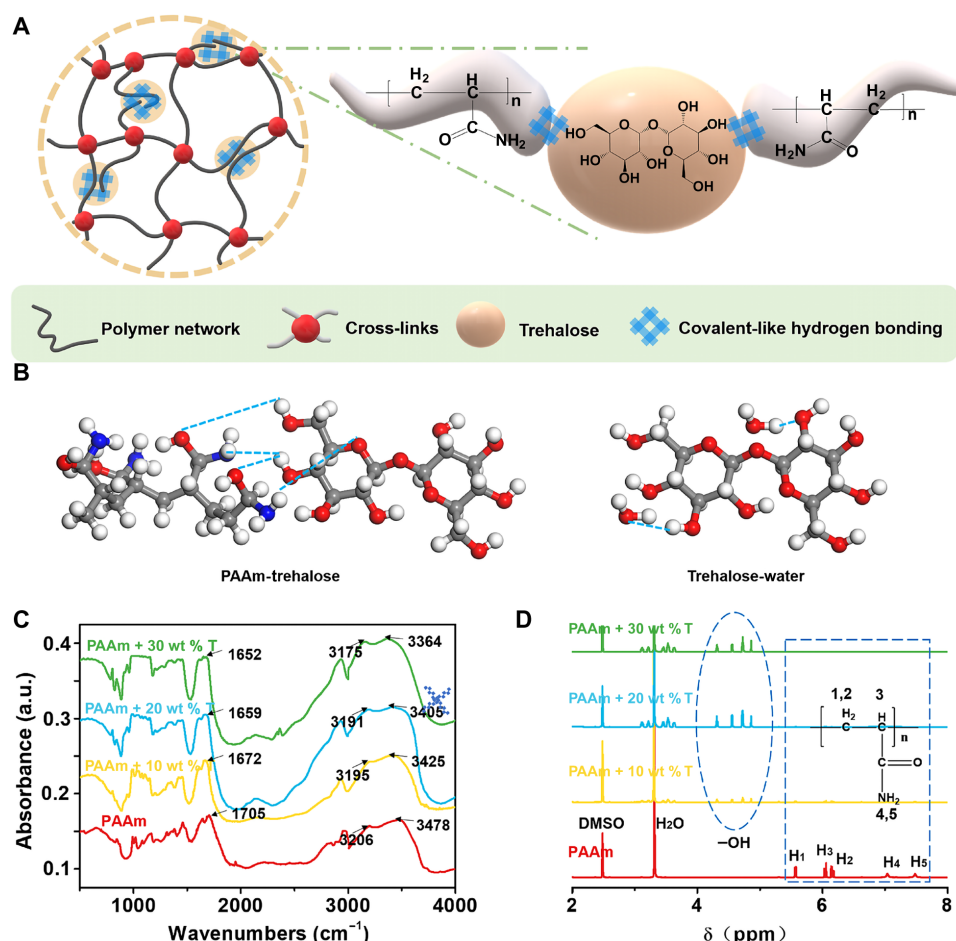 A
H₂
C
H
C
n
O
NH₂
HO
HO
OH
OH
OH
O
O
O
OH
HO
OH
OH
OH
H
C
H₂
C
n
H₂N
O
Polymer network
Cross-links
Trehalose
Covalent-like hydrogen bonding
B
PAAm-trehalose
Trehalose-water
C
PAAm + 30 wt % T
1652
3175
3364
PAAm + 20 wt % T
1659
3191
3405
PAAm + 10 wt % T
1672
3195
3425
PAAm
1705
3206
3478
0.4
0.3
0.2
0.1
Absorbance (a.u.)
1000
2000
3000
4000
Wavenumbers (cm⁻¹)
D
PAAm + 30 wt % T
PAAm + 20 wt % T
PAAm + 10 wt % T
PAAm
DMSO
H₂O
–OH
1,2
3
H₂
C
H
C
n
O
NH₂
4,5
H₁
H₃
H₂
H₄
H₅
2
4
6
8
δ（ppm）